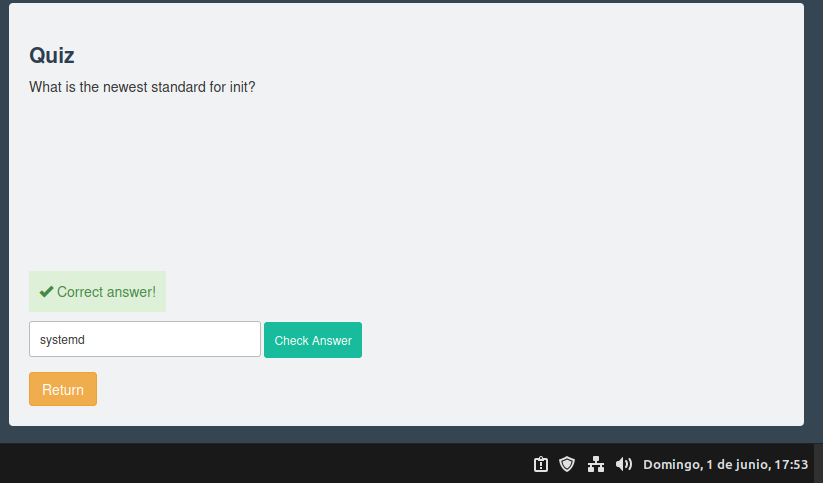 Quiz
What is the newest standard for init?
Correct answer!
systemd
Check Answer
Return
Domingo, 1 de junio, 17:53